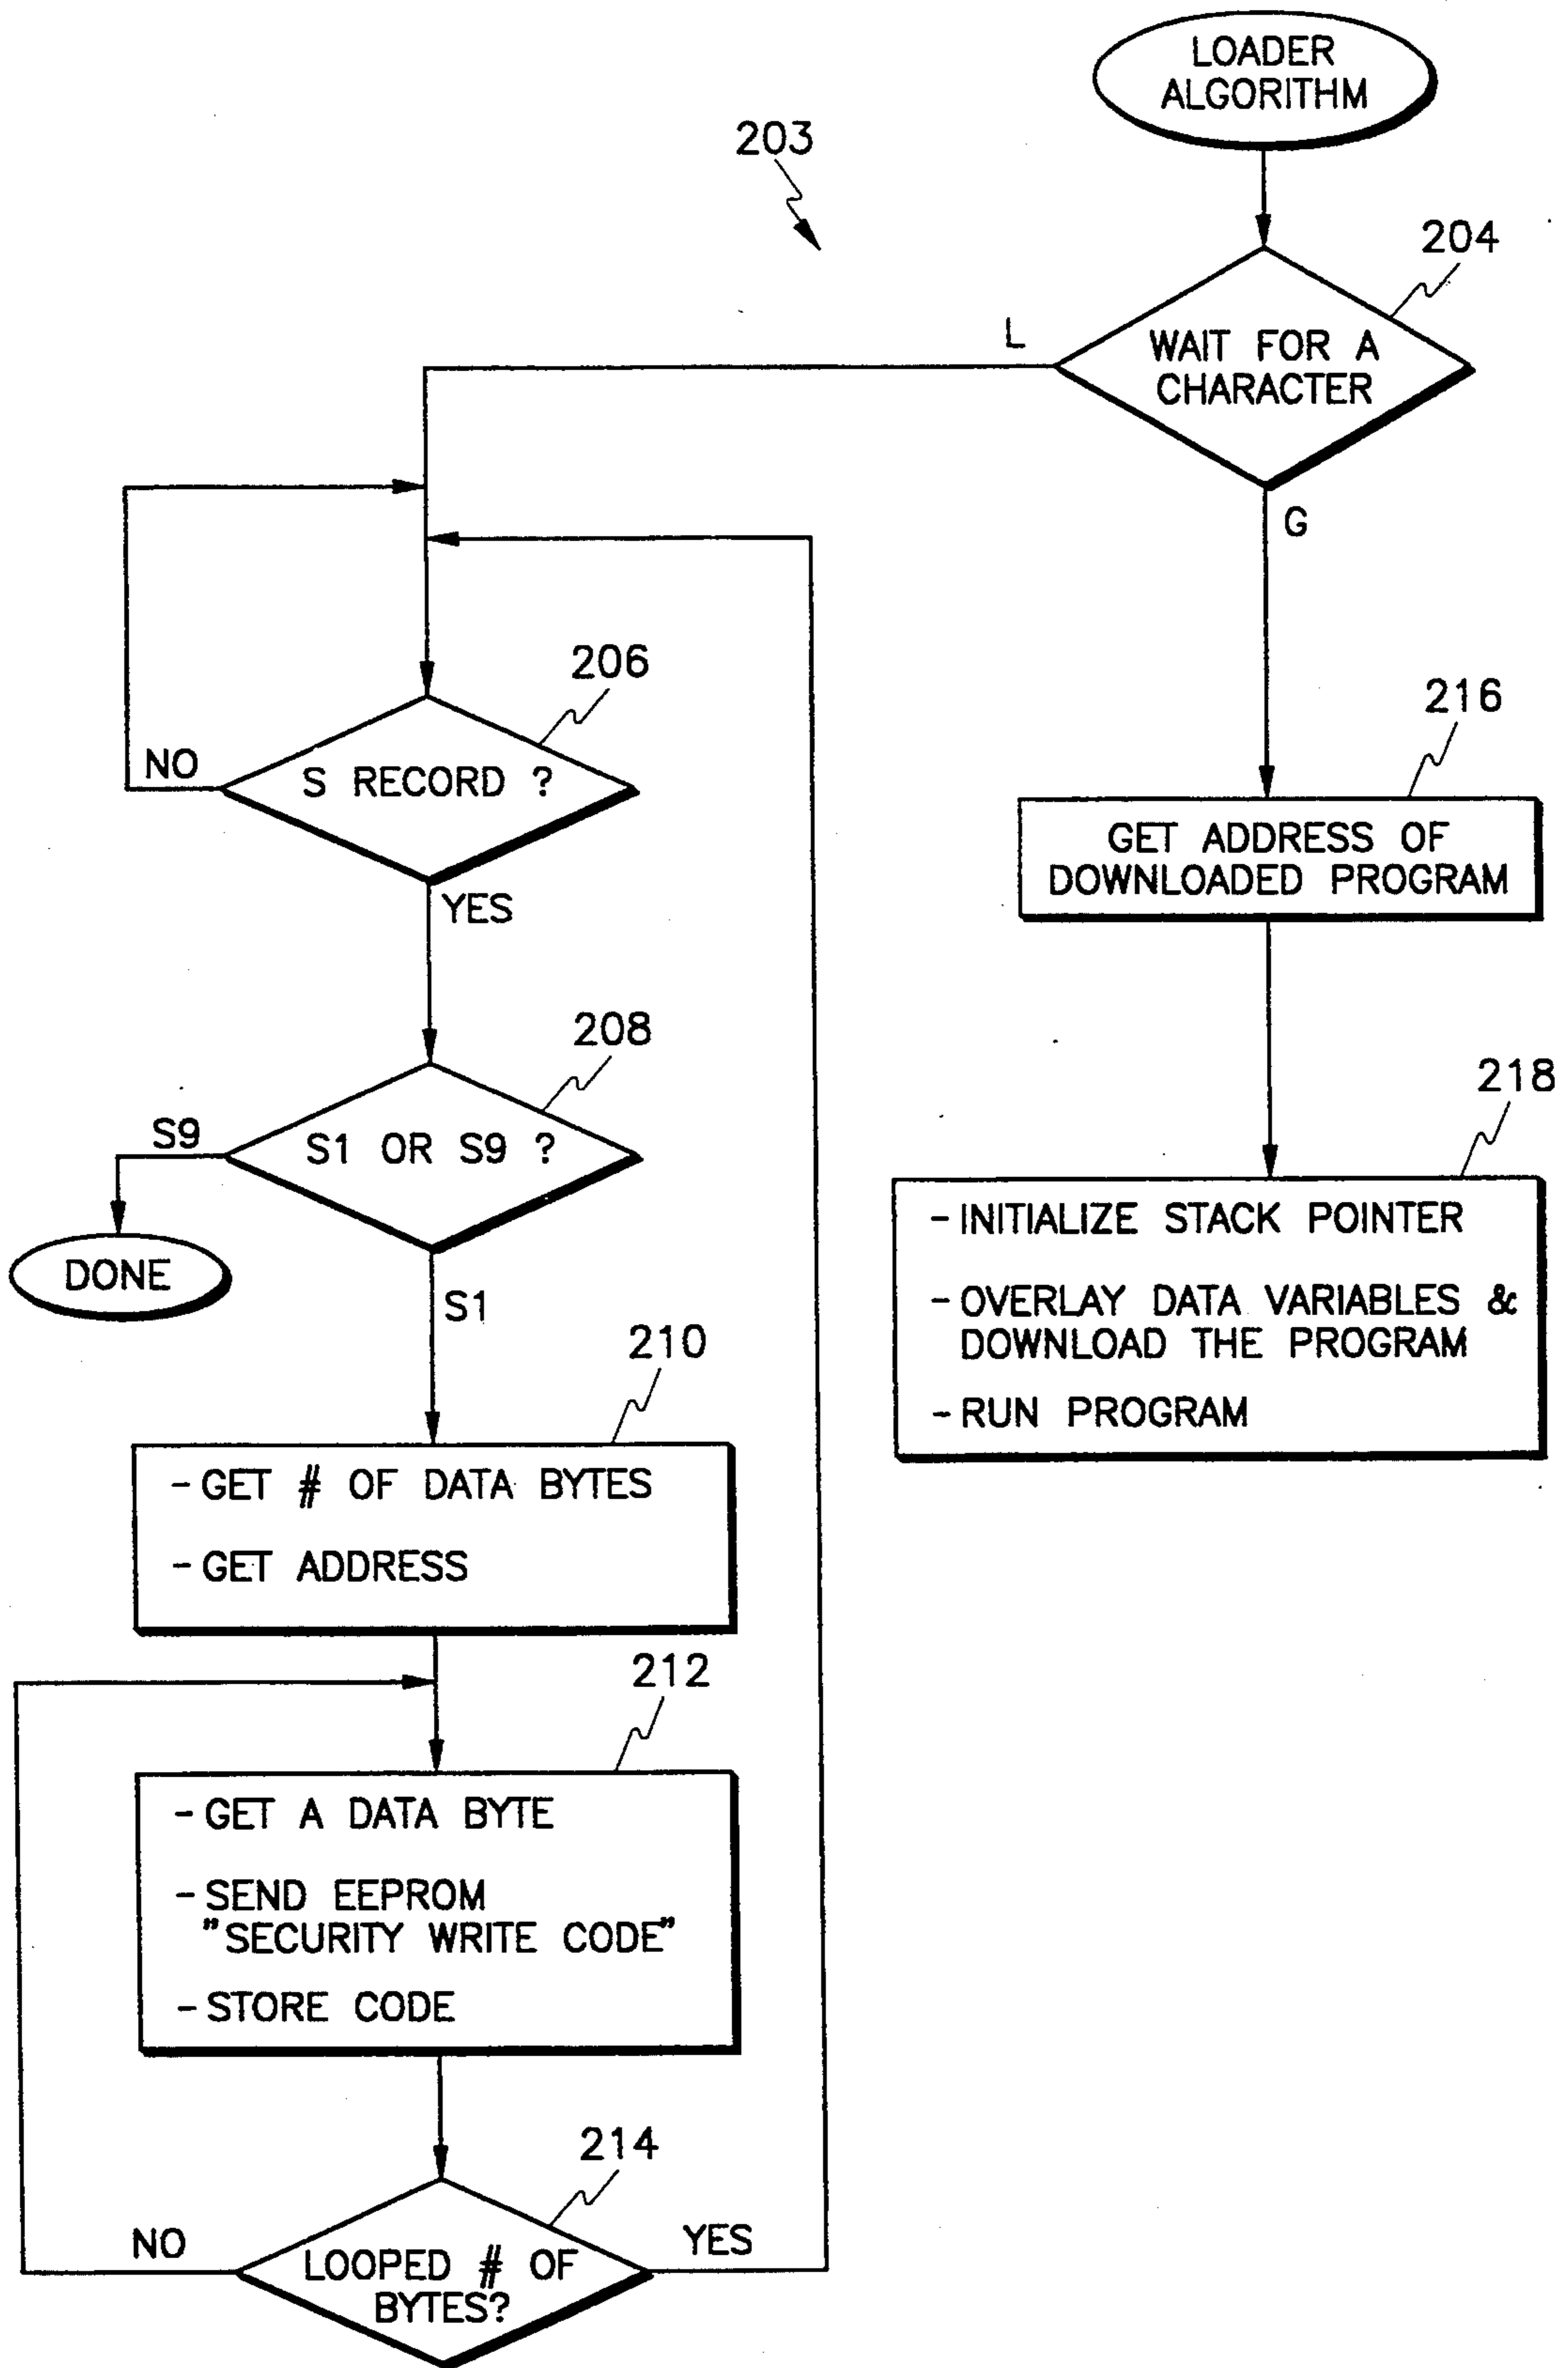 LOADER
ALGORITHM
203
204
L
WAIT FOR A
CHARACTER
G
206
NO
S RECORD ?
YES
216
GET ADDRESS OF
DOWNLOADED PROGRAM
208
S9
S1 OR S9 ?
DONE
S1
218
- INITIALIZE STACK POINTER
- OVERLAY DATA VARIABLES &
DOWNLOAD THE PROGRAM
- RUN PROGRAM
210
- GET # OF DATA BYTES
- GET ADDRESS
212
- GET A DATA BYTE
- SEND EEPROM
"SECURITY WRITE CODE"
- STORE CODE
214
NO
LOOPED # OF
BYTES?
YES